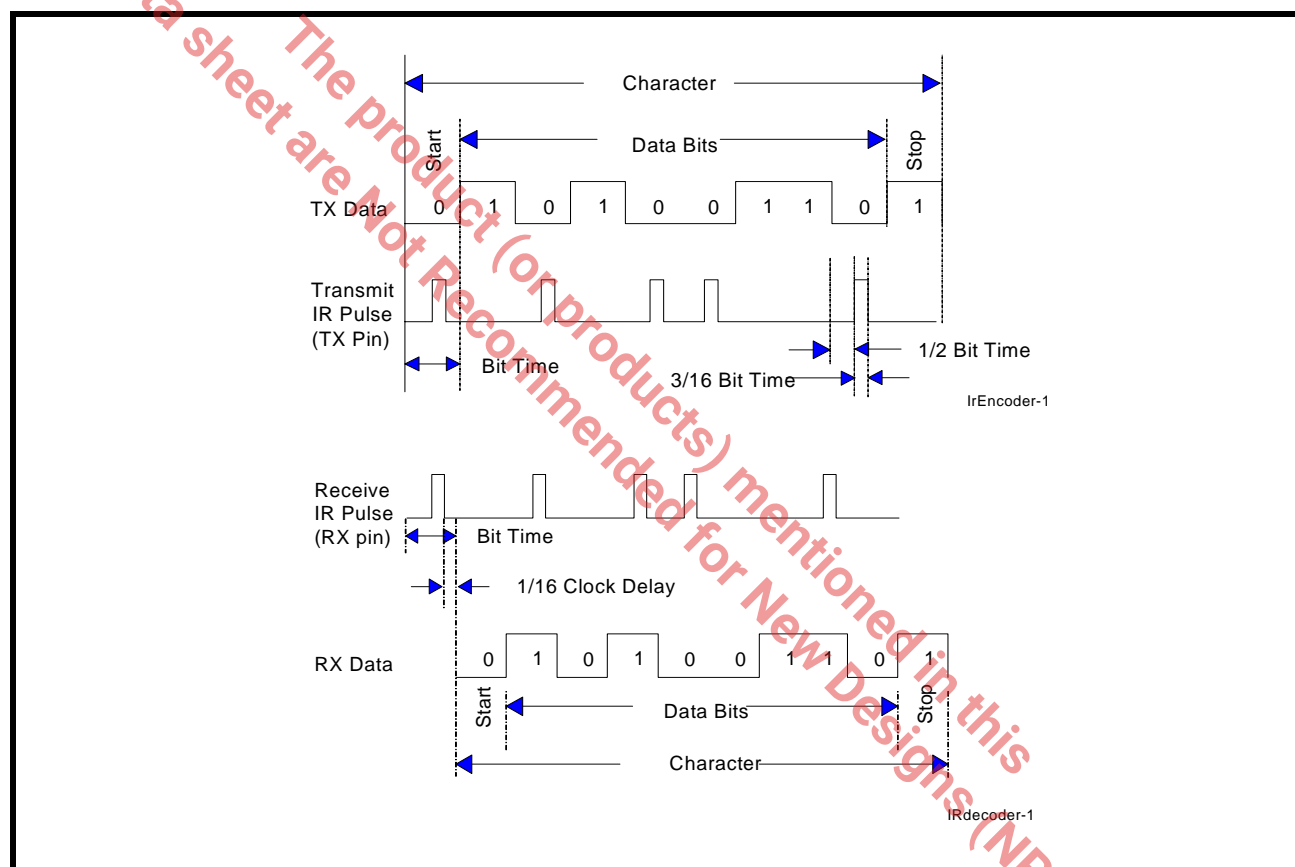 Character
Start
Data Bits
Stop
TX Data
0 1 0 1 0 0 1 1 0 1
Transmit
IR Pulse
(TX Pin)
Bit Time
1/2 Bit Time
3/16 Bit Time
IrEncoder-1
Receive
IR Pulse
(RX pin)
Bit Time
1/16 Clock Delay
RX Data
0 1 0 1 0 0 1 1 0 1
Start
Data Bits
Stop
Character
IRdecoder-1
The product (or products) mentioned in this
sheet are Not Recommended for New Designs